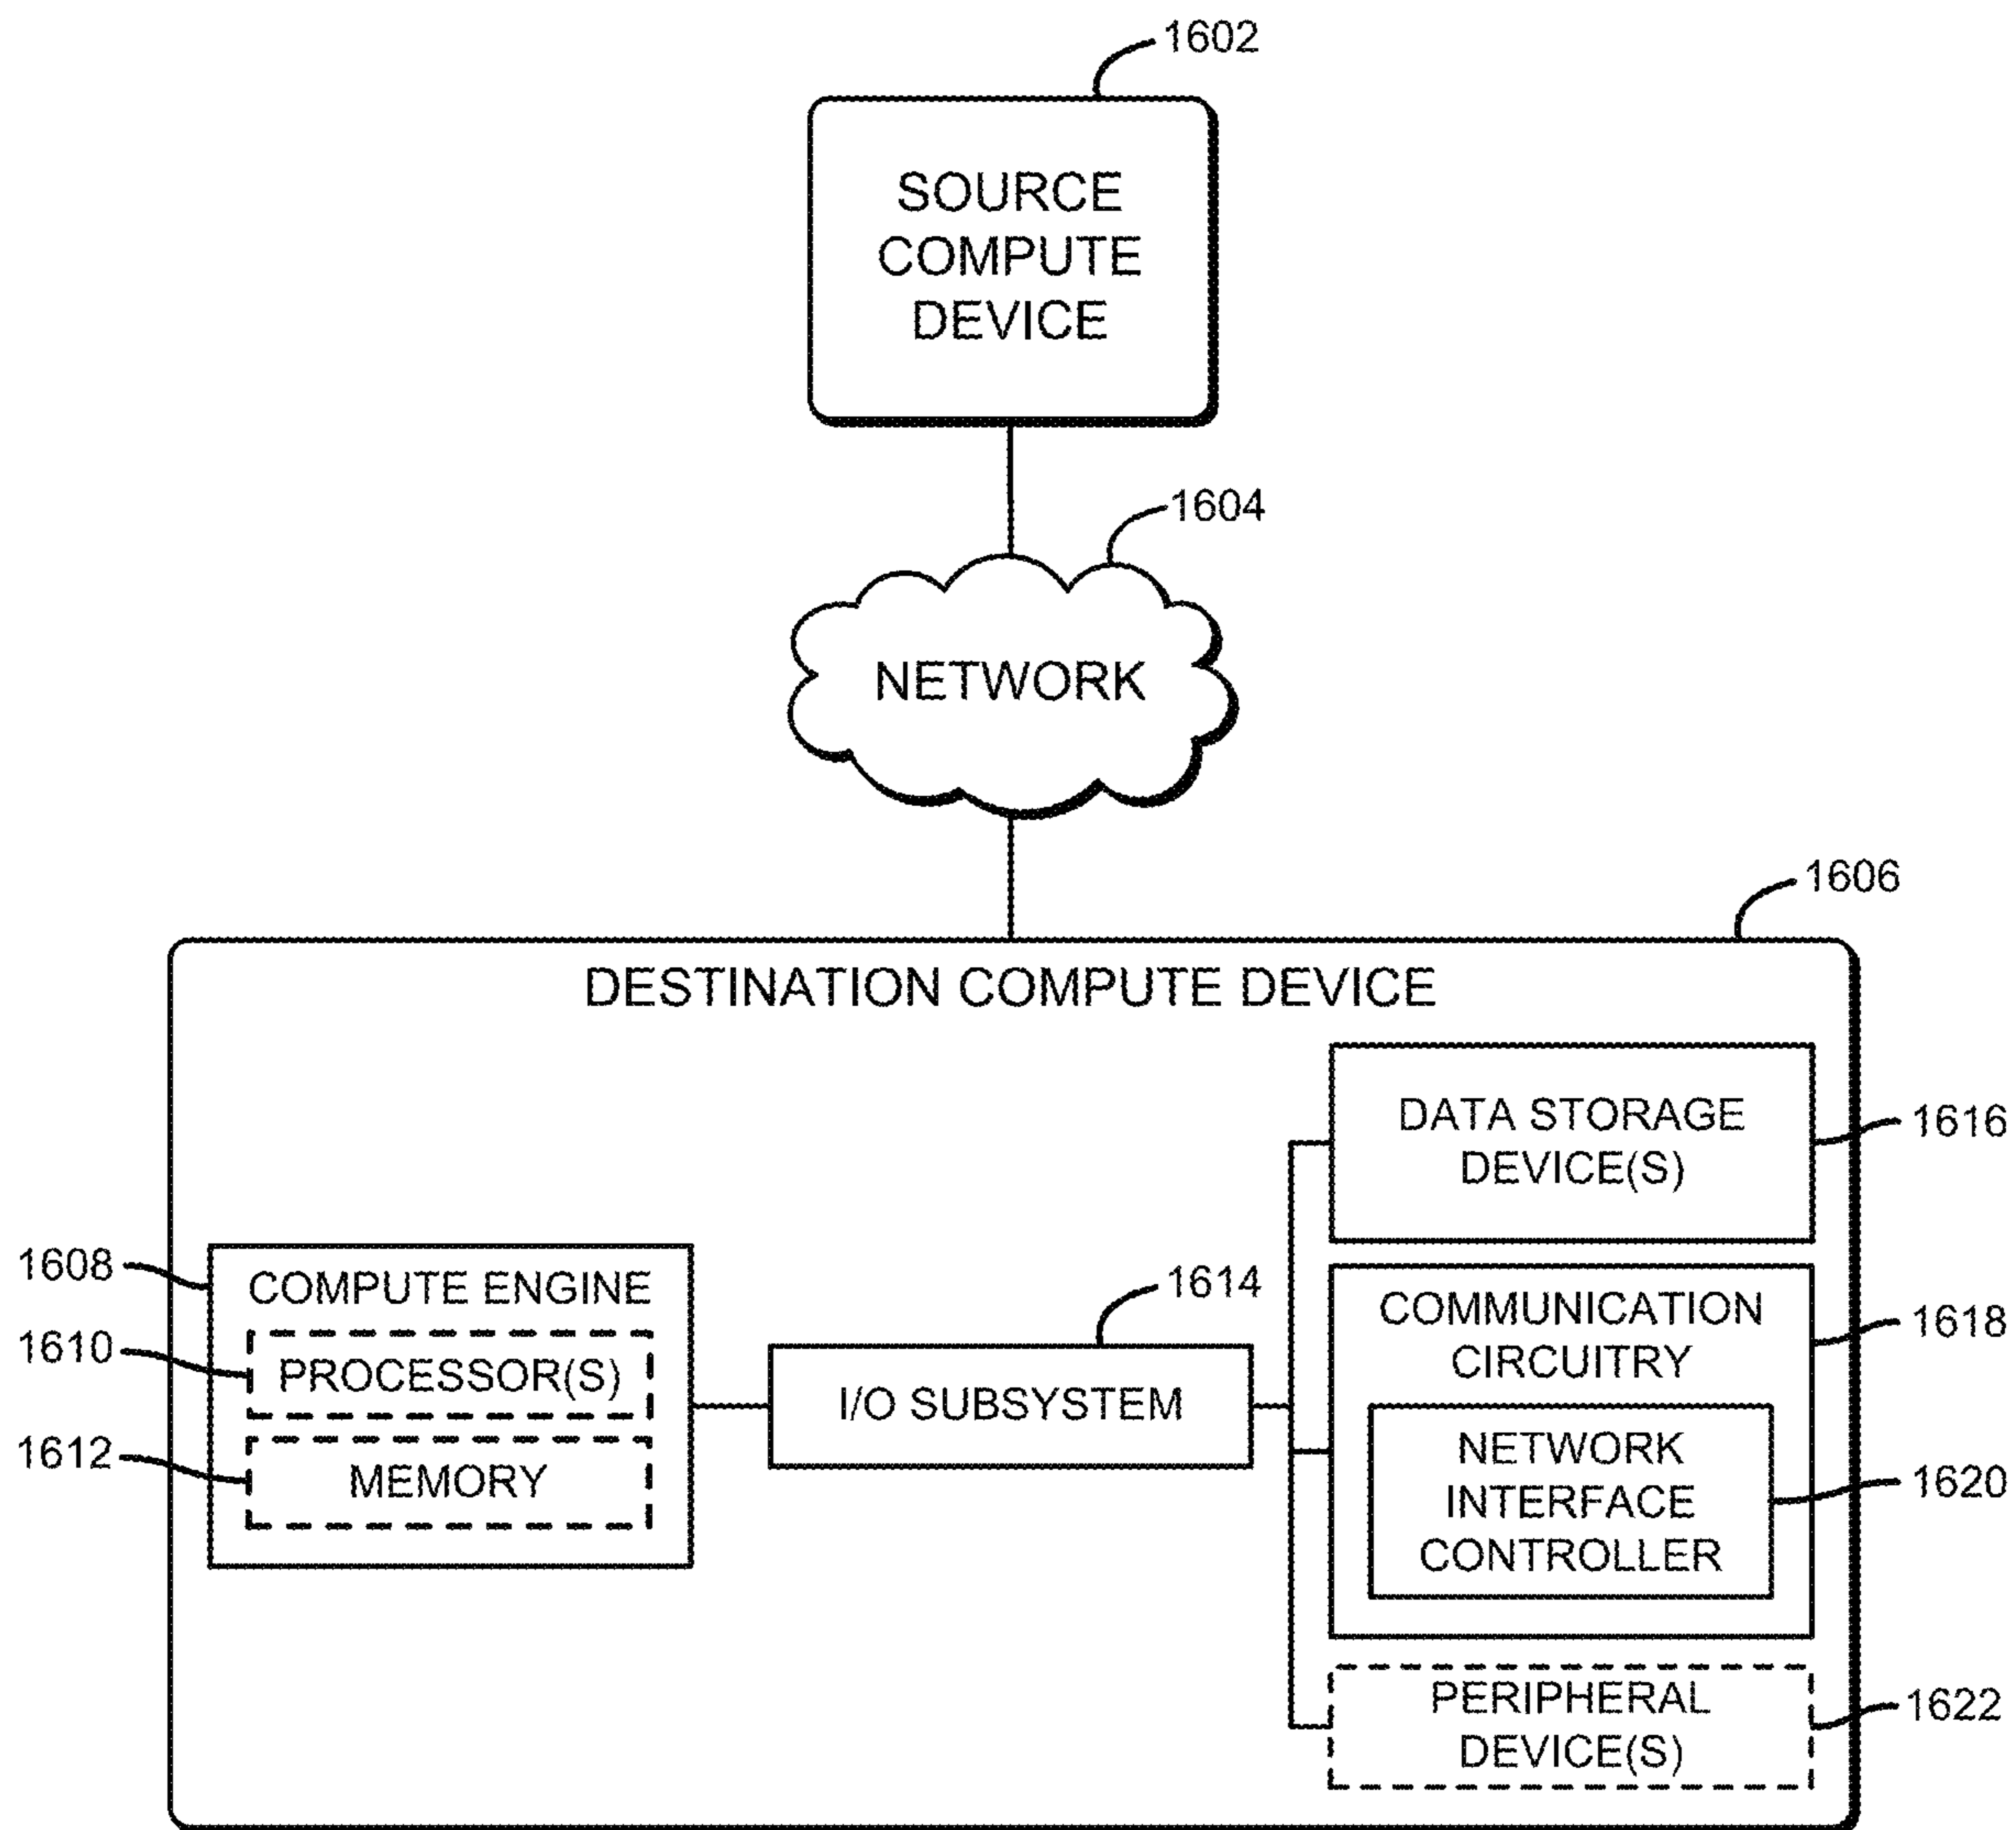 1602
SOURCE
COMPUTE
DEVICE
1604
NETWORK
1606
DESTINATION COMPUTE DEVICE
DATA STORAGE
DEVICE(S)
1616
1608
COMPUTE ENGINE
1610
PROCESSOR(S)
1612
MEMORY
1614
I/O SUBSYSTEM
COMMUNICATION
CIRCUITRY
1618
NETWORK
INTERFACE
CONTROLLER
1620
PERIPHERAL
DEVICE(S)
1622